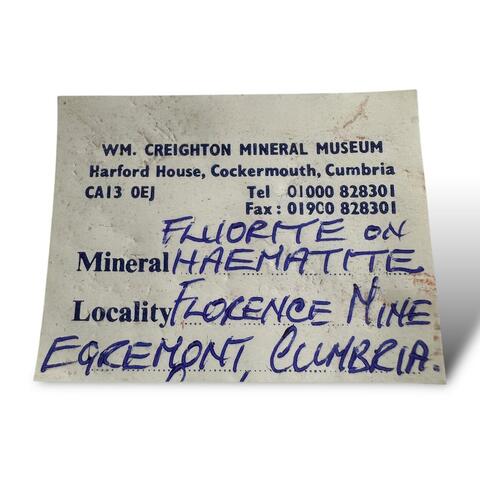 WM. CREIGHTON MINERAL MUSEUM
Harford House, Cockermouth, Cumbria
CA13 0EJ Tel 01000 828301
Fax: 01900 828301
FLUORITE ON
Mineral HAEMATITE
Locality FLORENCE MINE
EGREMONT, CUMBRIA.